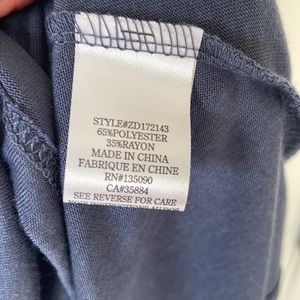 STYLE#ZD172143
65%POLYESTER
35%RAYON
MADE IN CHINA
FABRIQUE EN CHINE
RN#135090
CA#35884
SEE REVERSE FOR CARE